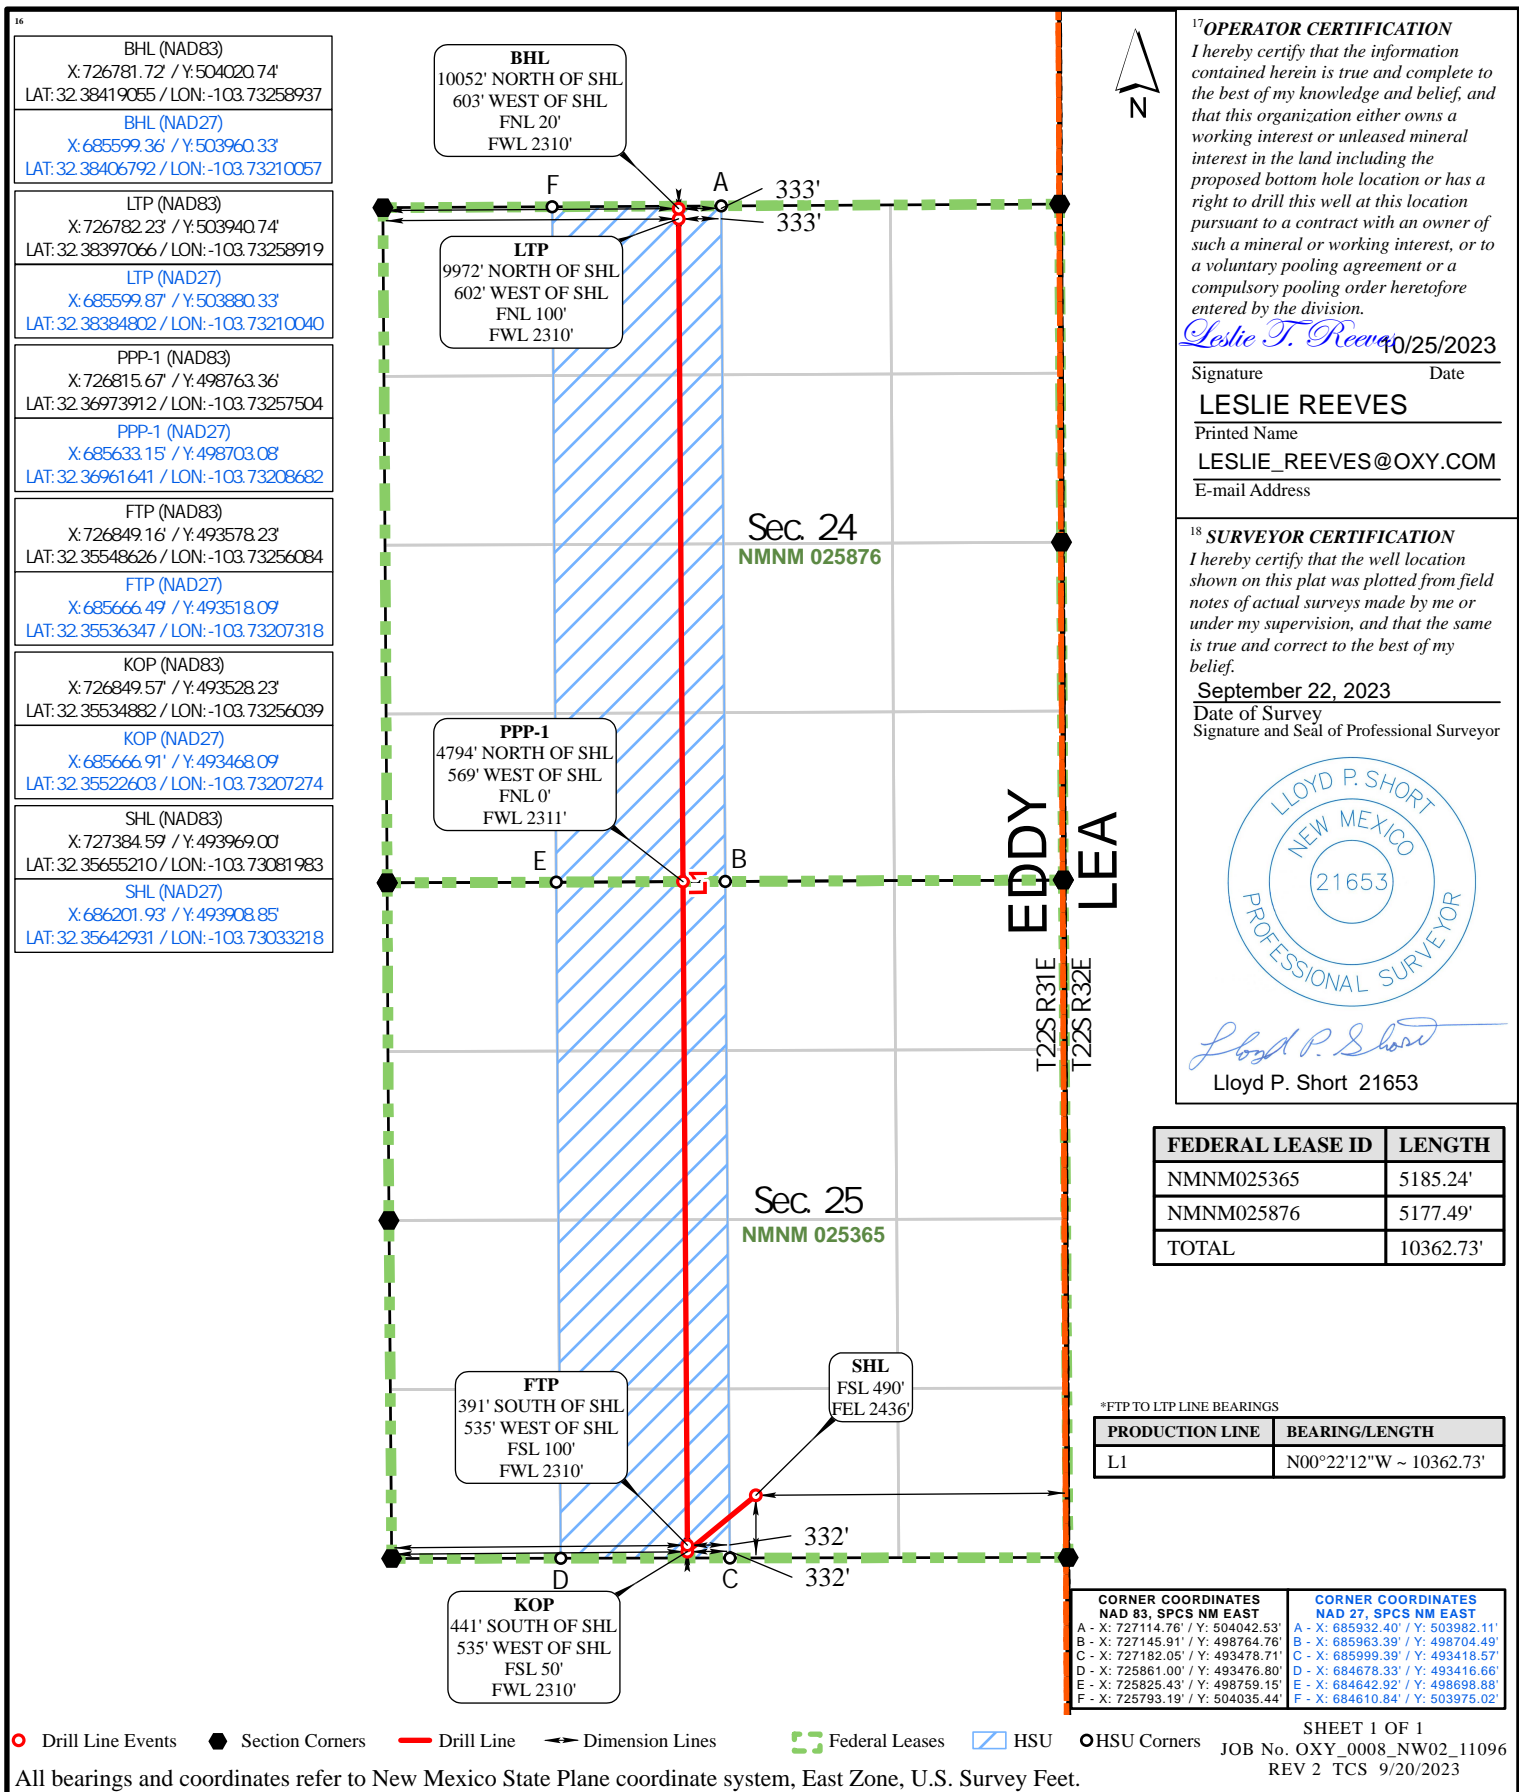 16
BHL (NAD83)
X:726781.72' / Y:504020.74'
LAT:32.38419055 / LON:-103.73258937
BHL (NAD27)
X:685599.36' / Y:503960.33'
LAT:32.38406792 / LON:-103.73210057
LTP (NAD83)
X:726782.23' / Y:503940.74'
LAT:32.38397066 / LON:-103.73258919
LTP (NAD27)
X:685599.87' / Y:503880.33'
LAT:32.38384802 / LON:-103.73210040
PPP-1 (NAD83)
X:726815.67' / Y:498763.36'
LAT:32.36973912 / LON:-103.73257504
PPP-1 (NAD27)
X:685633.15' / Y:498703.08'
LAT:32.36961641 / LON:-103.73208682
FTP (NAD83)
X:726849.16' / Y:493578.23'
LAT:32.35548626 / LON:-103.73256084
FTP (NAD27)
X:685666.49' / Y:493518.09'
LAT:32.35536347 / LON:-103.73207318
KOP (NAD83)
X:726849.57' / Y:493528.23'
LAT:32.35534882 / LON:-103.73256039
KOP (NAD27)
X:685666.91' / Y:493468.09'
LAT:32.35522603 / LON:-103.73207274
SHL (NAD83)
X:727384.59' / Y:493969.00'
LAT:32.35655210 / LON:-103.73081983
SHL (NAD27)
X:686201.93' / Y:493908.85'
LAT:32.35642931 / LON:-103.73033218
BHL
10052' NORTH OF SHL
603' WEST OF SHL
FNL 20'
FWL 2310'
N
F
A
333'
333'
LTP
9972' NORTH OF SHL
602' WEST OF SHL
FNL 100'
FWL 2310'
Sec. 24
NMNM 025876
PPP-1
4794' NORTH OF SHL
569' WEST OF SHL
FNL 0'
FWL 2311'
E
L1
B
EDDY
LEA
T22S R31E
T22S R32E
Sec. 25
NMNM 025365
FTP
391' SOUTH OF SHL
535' WEST OF SHL
FSL 100'
FWL 2310'
SHL
FSL 490'
FEL 2436'
332'
332'
D
C
KOP
441' SOUTH OF SHL
535' WEST OF SHL
FSL 50'
FWL 2310'
17 OPERATOR CERTIFICATION
I hereby certify that the information
contained herein is true and complete to
the best of my knowledge and belief, and
that this organization either owns a
working interest or unleased mineral
interest in the land including the
proposed bottom hole location or has a
right to drill this well at this location
pursuant to a contract with an owner of
such a mineral or working interest, or to
a voluntary pooling agreement or a
compulsory pooling order heretofore
entered by the division.
Leslie T. Reeves 10/25/2023
Signature Date
LESLIE REEVES
Printed Name
LESLIE_REEVES@OXY.COM
E-mail Address
18 SURVEYOR CERTIFICATION
I hereby certify that the well location
shown on this plat was plotted from field
notes of actual surveys made by me or
under my supervision, and that the same
is true and correct to the best of my
belief.
September 22, 2023
Date of Survey
Signature and Seal of Professional Surveyor
LLOYD P. SHORT
NEW MEXICO
21653
PROFESSIONAL SURVEYOR
Lloyd P. Short
Lloyd P. Short 21653
FEDERAL LEASE ID LENGTH
NMNM025365 5185.24'
NMNM025876 5177.49'
TOTAL 10362.73'
*FTP TO LTP LINE BEARINGS
PRODUCTION LINE BEARING/LENGTH
L1 N00°22'12"W ~ 10362.73'
CORNER COORDINATES
NAD 83, SPCS NM EAST
A - X: 727114.76' / Y: 504042.53'
B - X: 727145.91' / Y: 498764.76'
C - X: 727182.05' / Y: 493478.71'
D - X: 725861.00' / Y: 493476.80'
E - X: 725825.43' / Y: 498759.15'
F - X: 725793.19' / Y: 504035.44'
CORNER COORDINATES
NAD 27, SPCS NM EAST
A - X: 685932.40' / Y: 503982.11'
B - X: 685963.39' / Y: 498704.49'
C - X: 685999.39' / Y: 493418.57'
D - X: 684678.33' / Y: 493416.66'
E - X: 684642.92' / Y: 498698.88'
F - X: 684610.84' / Y: 503975.02'
Drill Line Events Section Corners Drill Line Dimension Lines Federal Leases HSU HSU Corners
SHEET 1 OF 1
JOB No. OXY_0008_NW02_11096
REV 2 TCS 9/20/2023
All bearings and coordinates refer to New Mexico State Plane coordinate system, East Zone, U.S. Survey Feet.